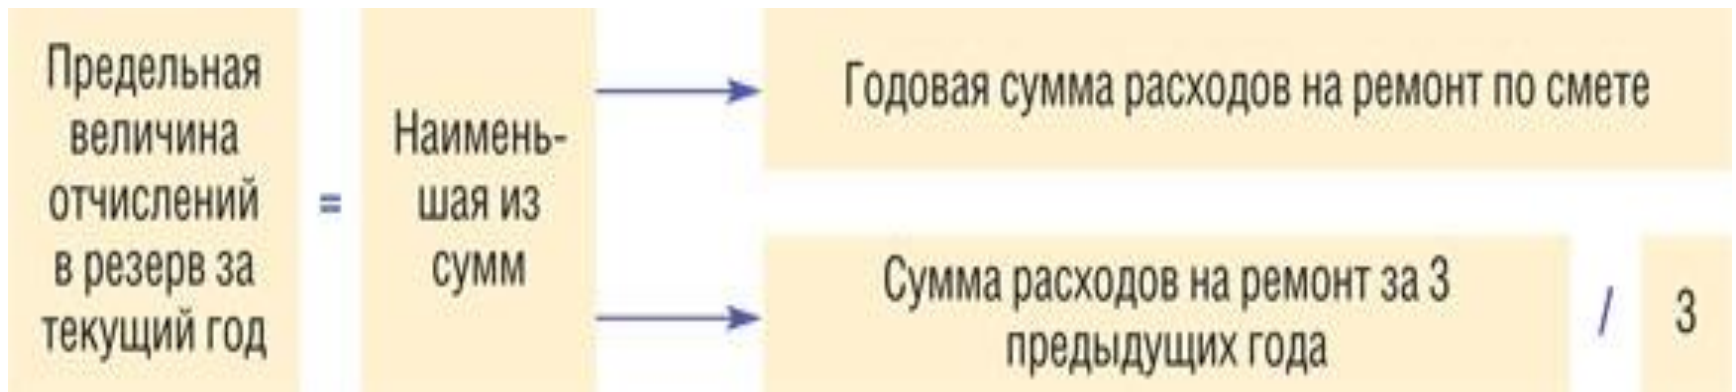 Предельная
величина
отчислений
в резерв за
текущий год
=
Наимень-
шая из
сумм
Годовая сумма расходов на ремонт по смете
Сумма расходов на ремонт за 3
предыдущих года
/
3